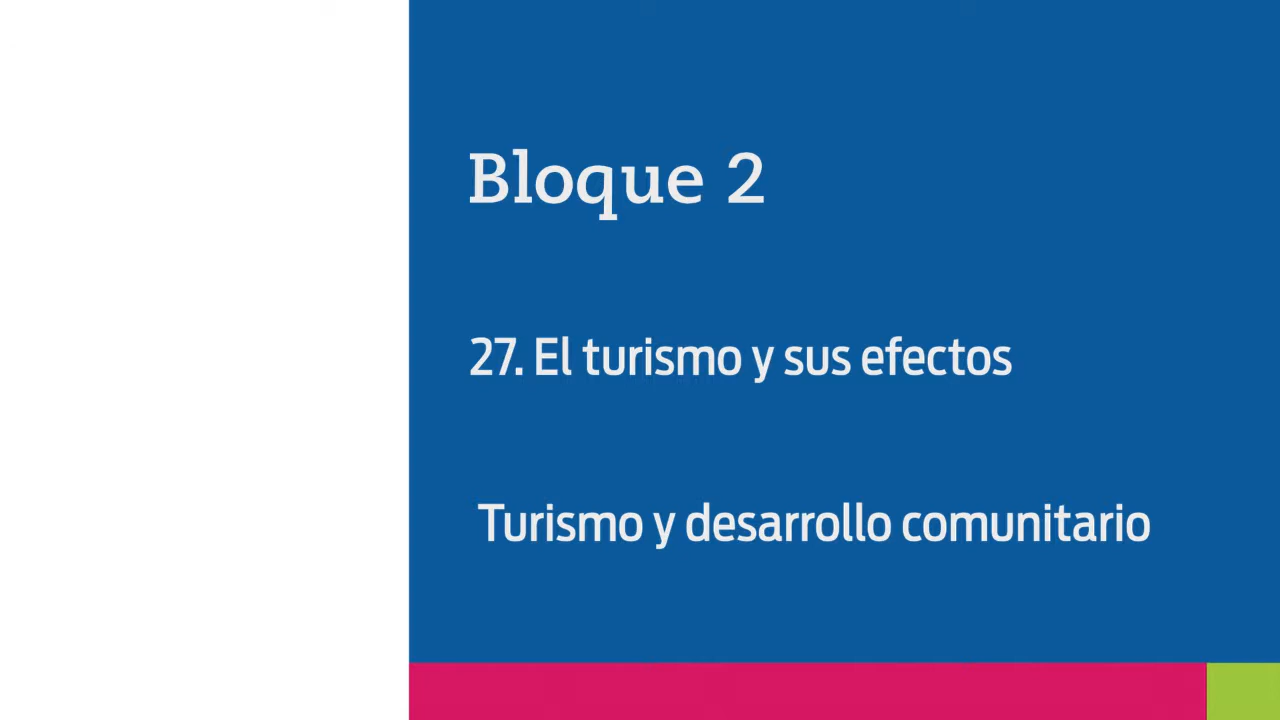 Bloque 2
27. El turismo y sus efectos
Turismo y desarrollo comunitario